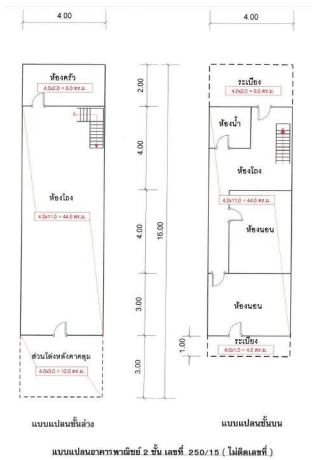 4.00
4.00
ห้องครัว
4.0x2.0 = 8.0 ตร.ม.
2.00
ระเบียง
4.0x2.0 = 8.0 ตร.ม.
ห้องน้ำ
4.00
ห้องโถง
ห้องโถง
4.0x11.0 = 44.0 ตร.ม.
4.00
16.00
4.0x11.0 = 44.0 ตร.ม.
ห้องนอน
3.00
ห้องนอน
ส่วนโล่งหลังคาคลุม
4.0x3.0 = 12.0 ตร.ม.
3.00
1.00
ระเบียง
4.0x1.0 = 4.0 ตร.ม.
แบบแปลนชั้นล่าง
แบบแปลนชั้นบน
แบบแปลนอาคารพาณิชย์ 2 ชั้น เลขที่ 250/15 ( ไม่ติดเลขที่ )